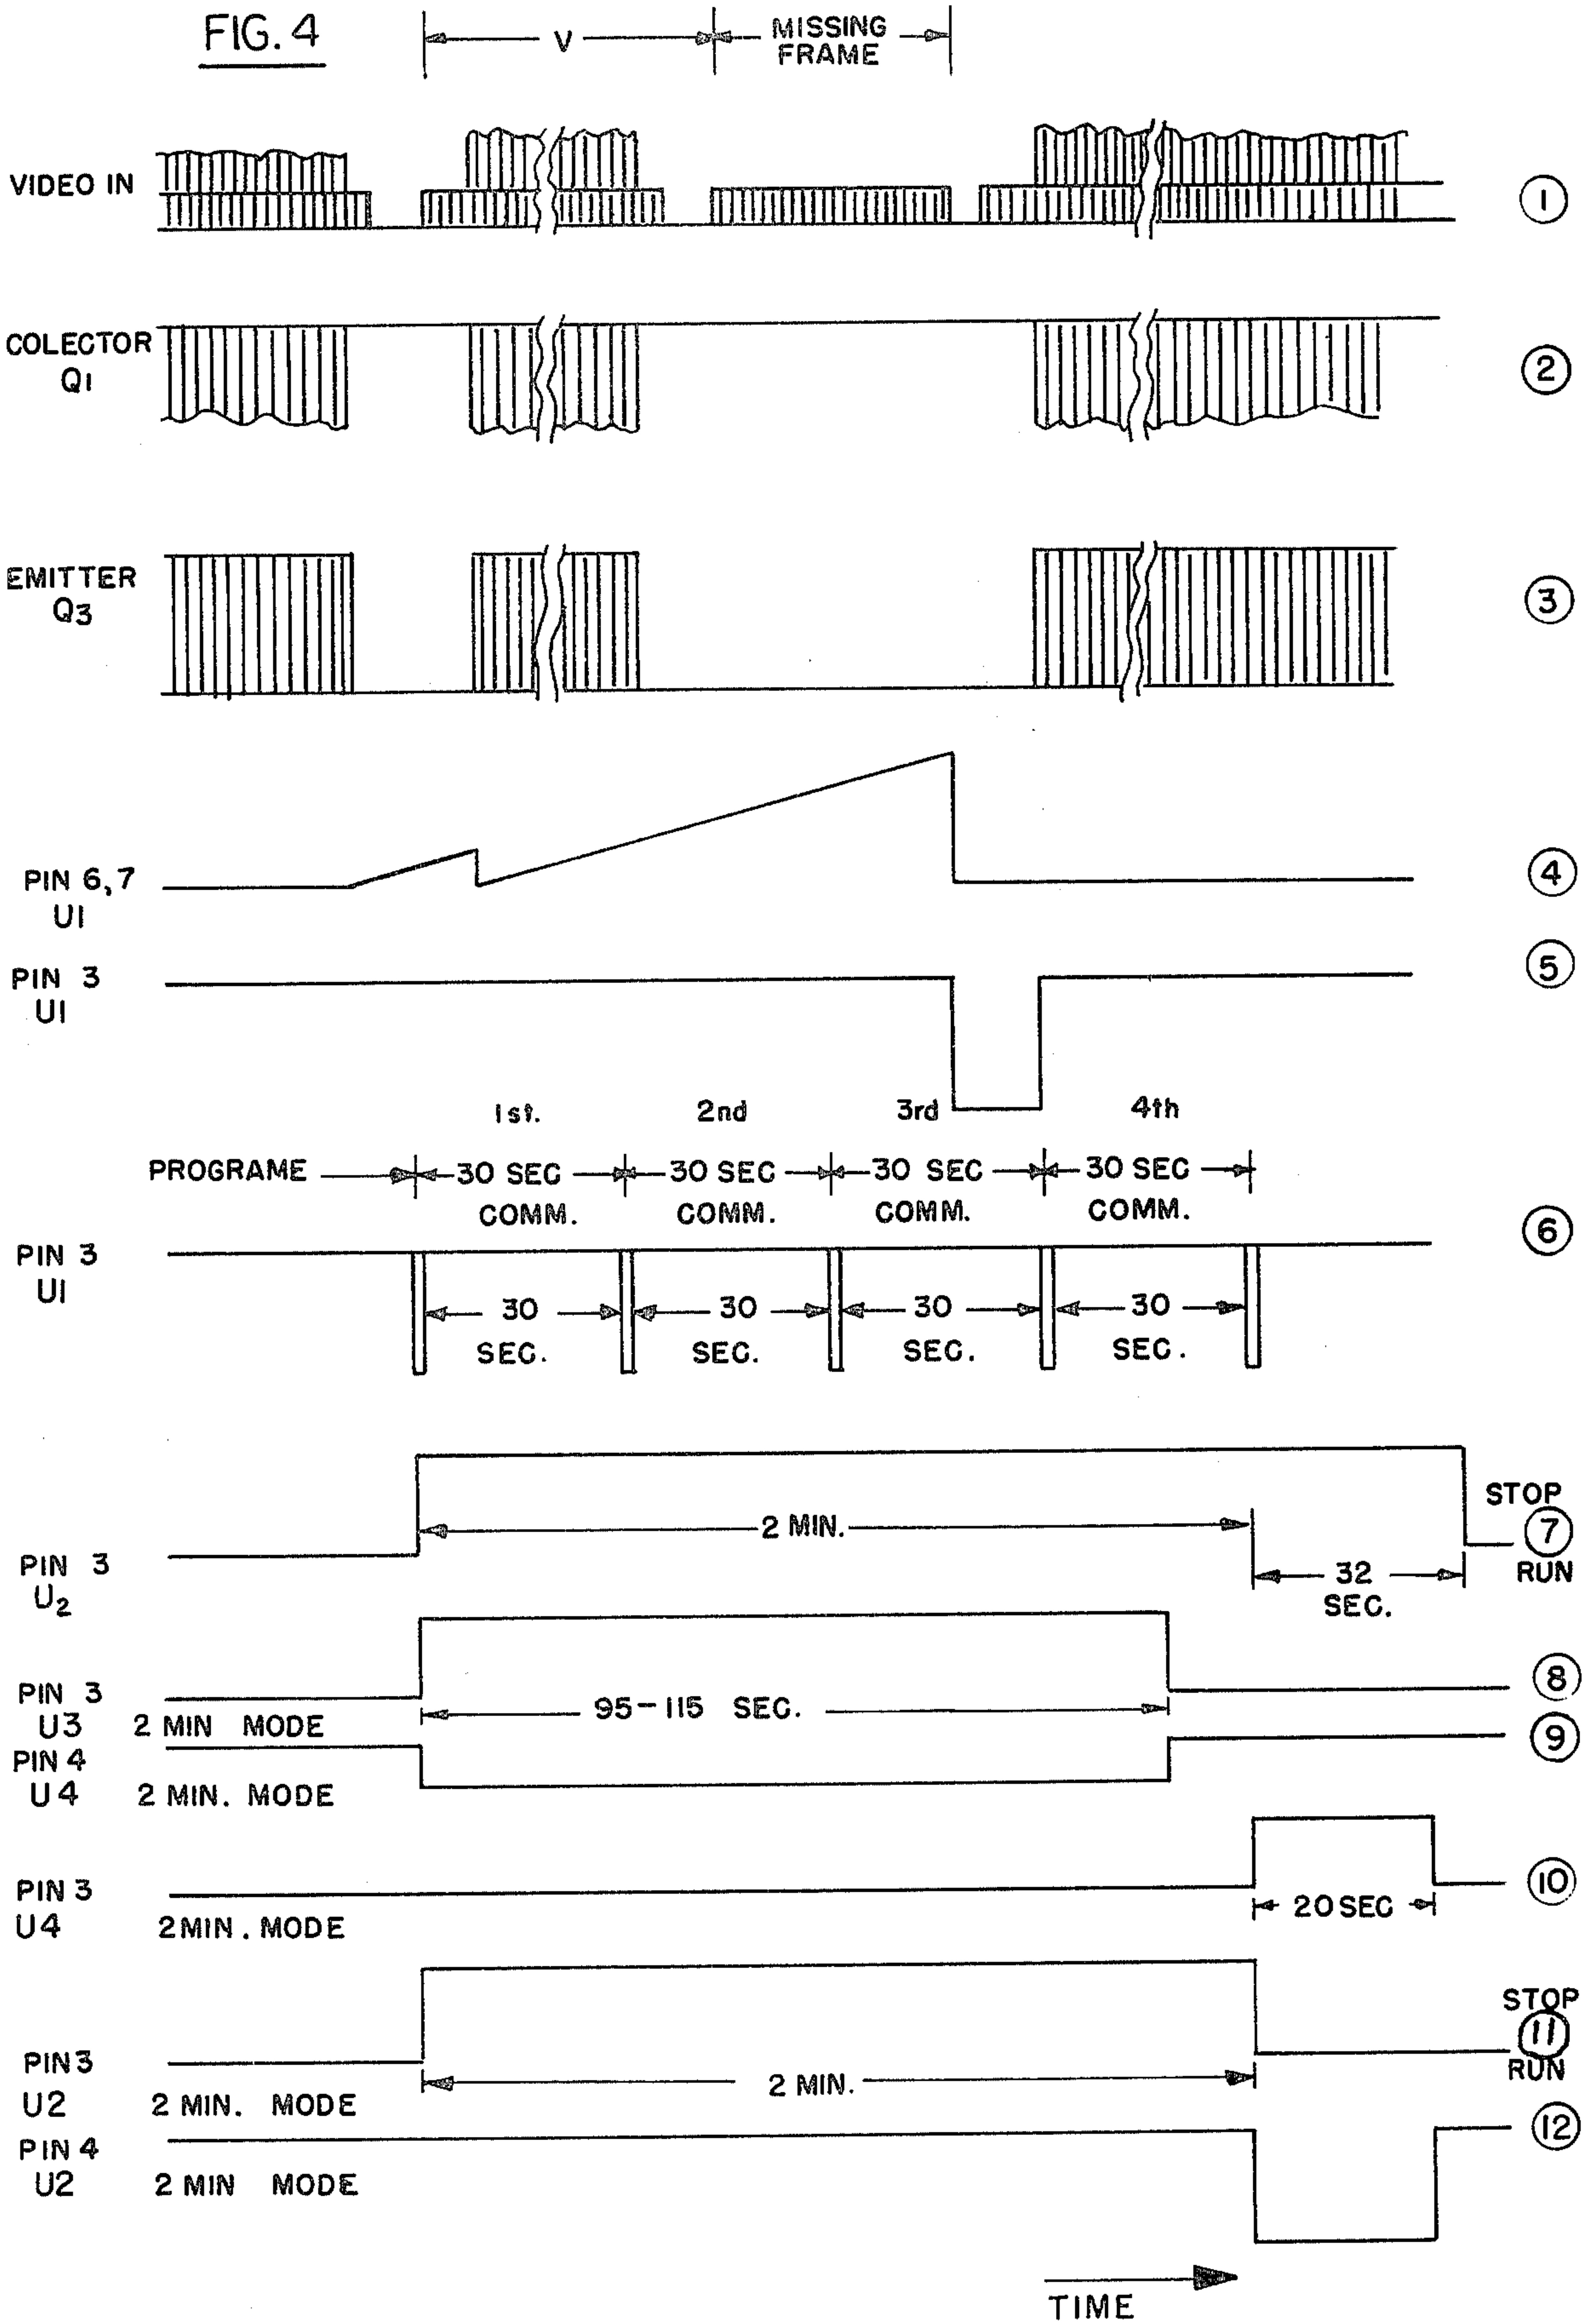 FIG. 4
V
MISSING
FRAME
VIDEO IN
1
COLECTOR
Q1
2
EMITTER
Q3
3
PIN 6,7
U1
4
PIN 3
U1
5
1st. 2nd 3rd 4th
PROGRAME 30 SEC 30 SEC 30 SEC 30 SEC
COMM. COMM. COMM. COMM.
PIN 3
U1
6
30 30 30 30
SEC. SEC. SEC. SEC.
2 MIN.
STOP
7
RUN
PIN 3
U2
32
SEC.
PIN 3
U3 2 MIN MODE
95-115 SEC.
8
PIN 4
U4 2 MIN. MODE
9
PIN 3
U4 2 MIN. MODE
20 SEC
10
STOP
11
RUN
PIN 3
U2 2 MIN. MODE
2 MIN.
PIN 4
U2 2 MIN MODE
12
TIME